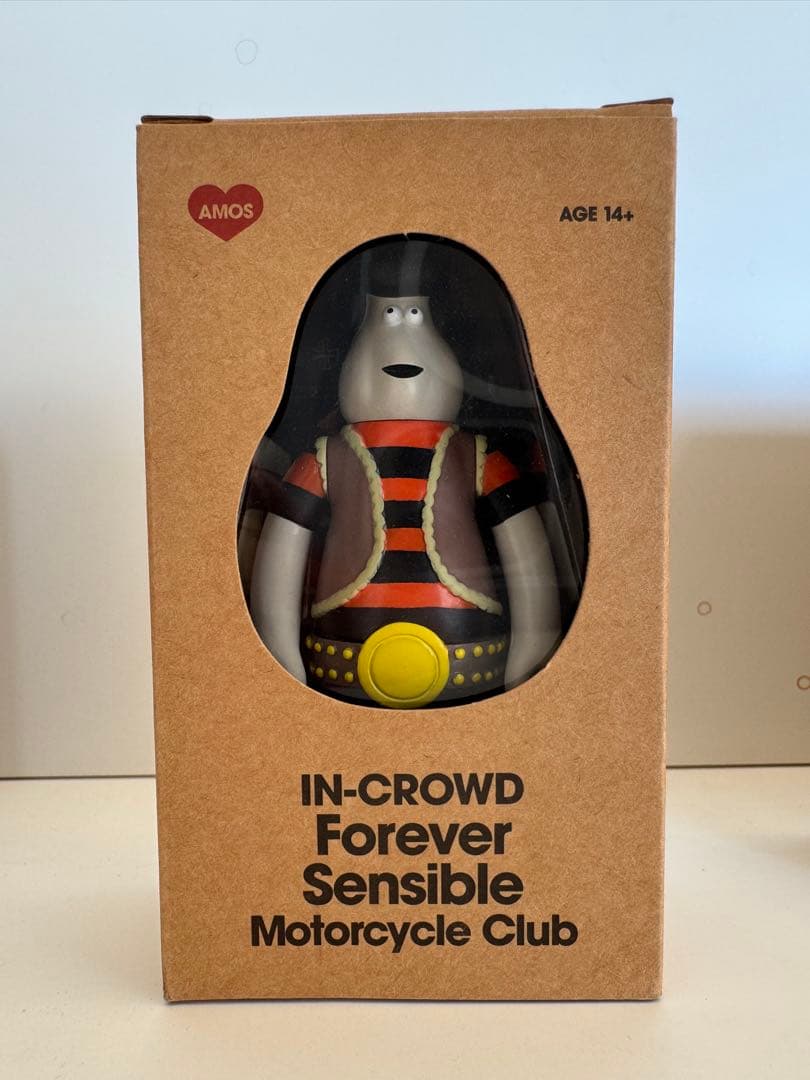 AMOS
AGE 14+
IN-CROWD
Forever
Sensible
Motorcycle Club